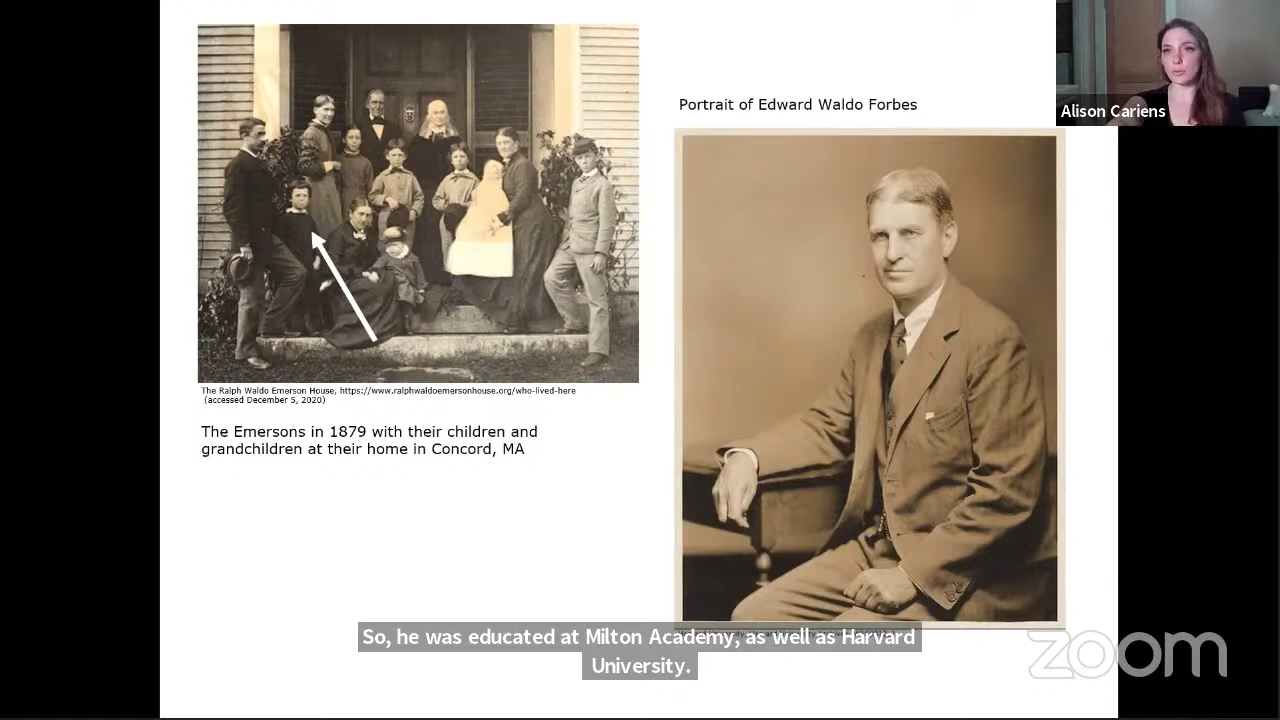 Alison Cariens
Portrait of Edward Waldo Forbes
The Ralph Waldo Emerson House, https://www.ralphwaldoemersonhouse.org/who-lived-here
(accessed December 5, 2020)
The Emersons in 1879 with their children and
grandchildren at their home in Concord, MA
So, he was educated at Milton Academy, as well as Harvard
University.
zoom